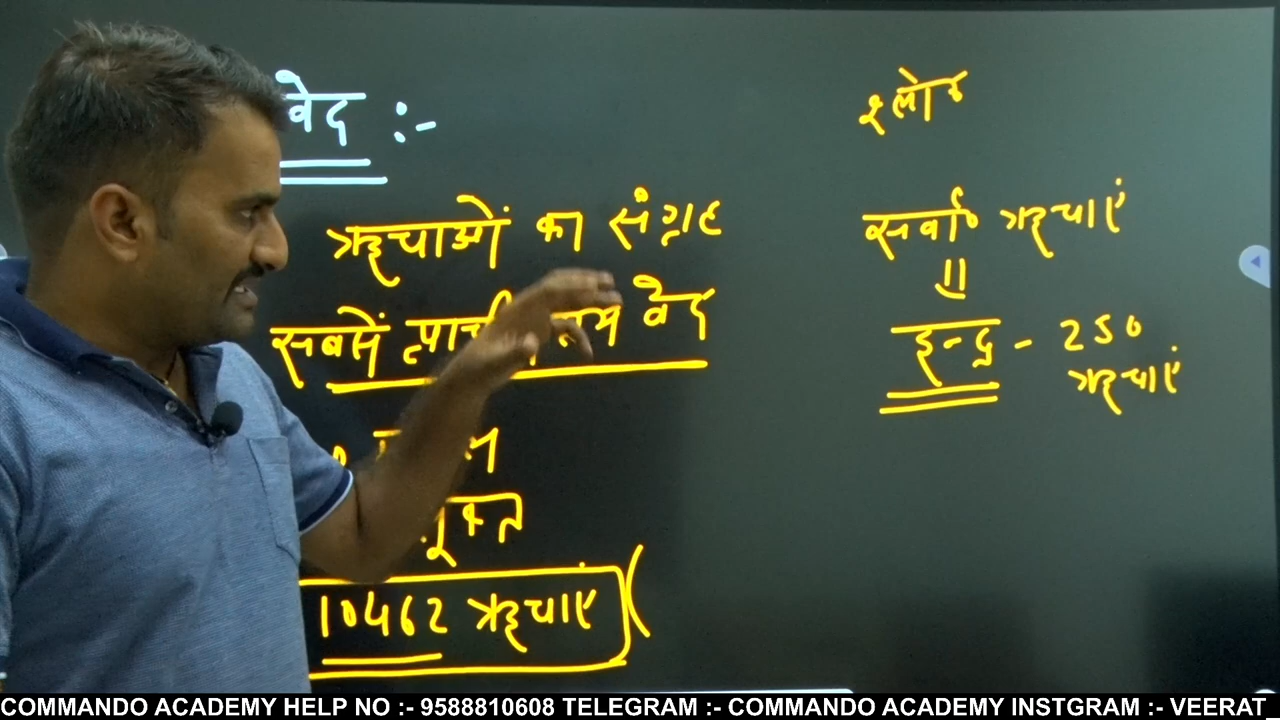 वेद :-
ऋचाओं का संग्रह
सबसें वेद
10462 ऋचाएं (
श्लोक
सर्वा० ऋचाएं
इन्द्र - 250
ऋचाएं
COMMANDO ACADEMY HELP NO :- 9588810608 TELEGRAM :- COMMANDO ACADEMY INSTGRAM :- VEERAT